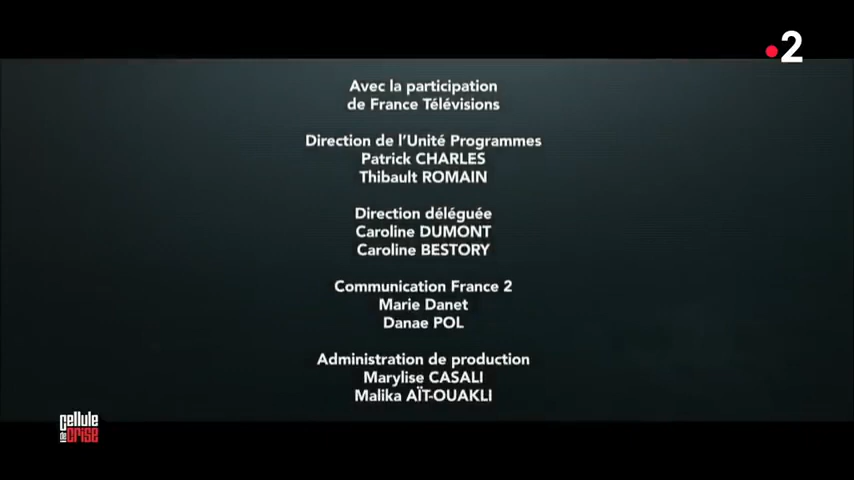 2
Avec la participation
de France Télévisions
Direction de l'Unité Programmes
Patrick CHARLES
Thibault ROMAIN
Direction déléguée
Caroline DUMONT
Caroline BESTORY
Communication France 2
Marie Danet
Danae POL
Administration de production
Marylise CASALI
Malika AÏT-OUAKLI
Cellule
de crise